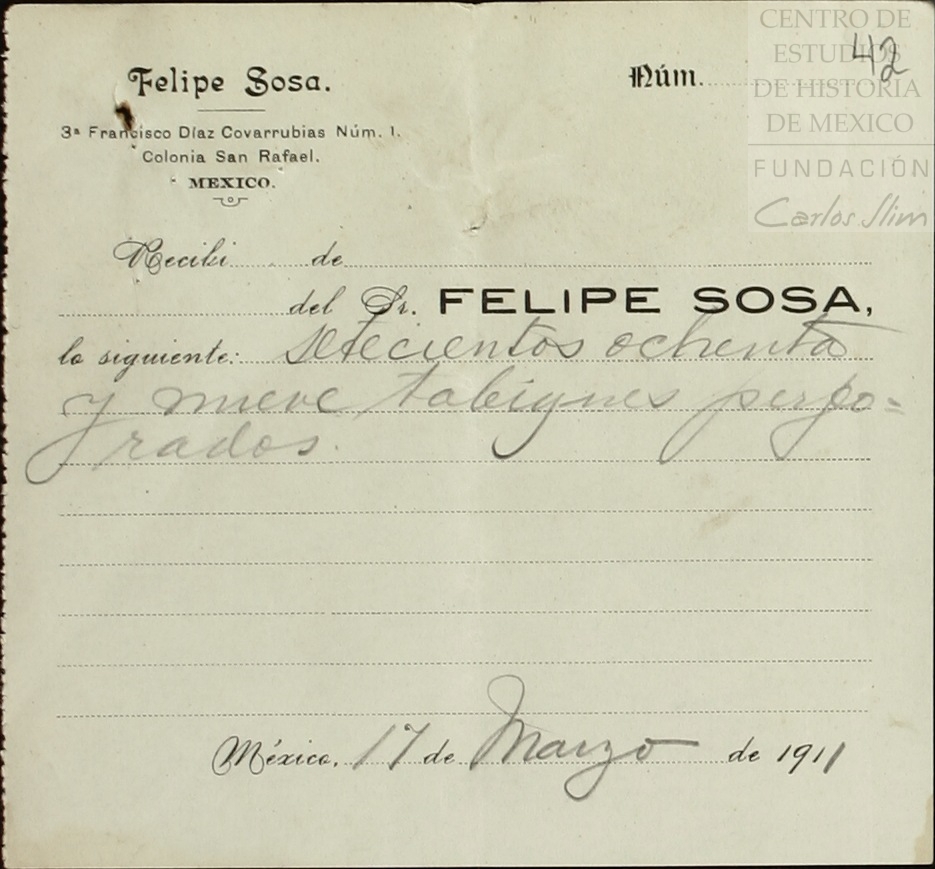 Felipe Sosa.
3ª Francisco Díaz Covarrubias Núm. 1.
Colonia San Rafael.
MEXICO.
Núm. 42
CENTRO DE
ESTUDIOS
DE HISTORIA
DE MEXICO
FUNDACIÓN
Carlos Slim
Recibi de
del Sr. FELIPE SOSA,
lo siguiente: setecientos ochenta
y nueve tabiques perfo=
rados.
México, 17 de Marzo de 1911